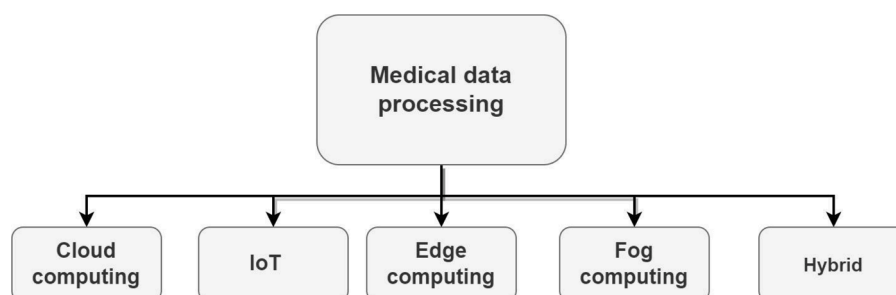 Medical data
processing
Cloud
computing
IoT
Edge
computing
Fog
computing
Hybrid